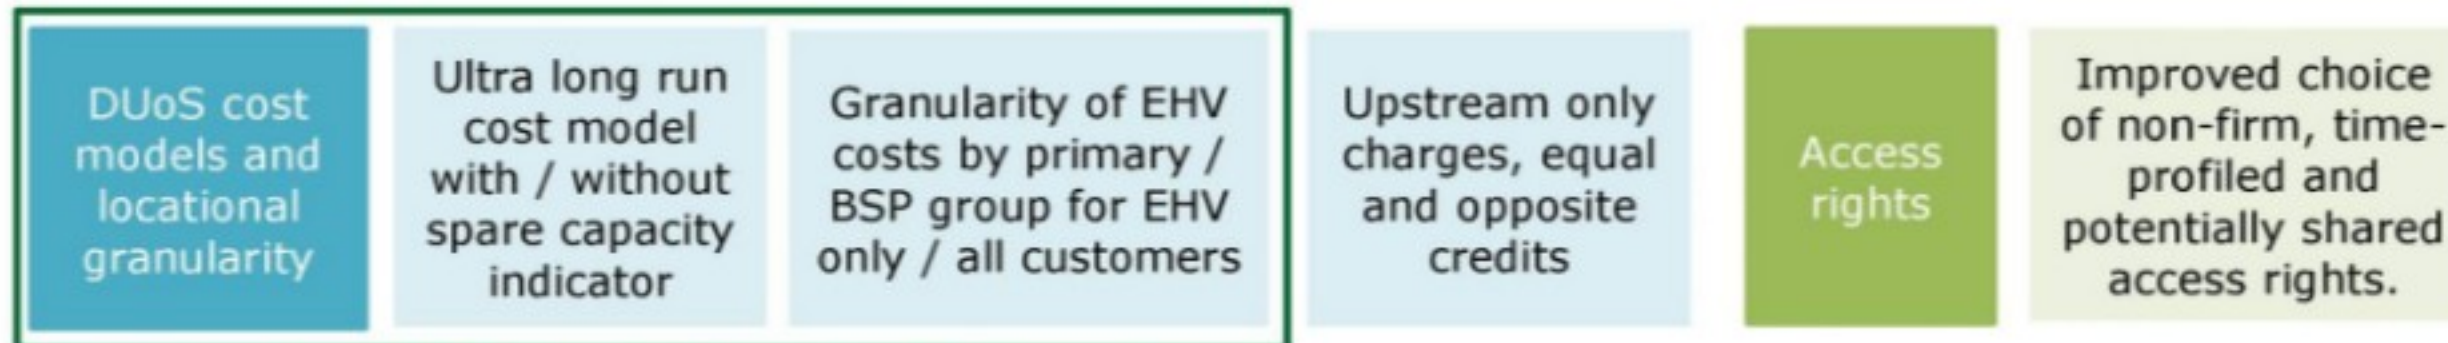 DUoS cost
models and
locational
granularity
Ultra long run
cost model
with / without
spare capacity
indicator
Granularity of EHV
costs by primary /
BSP group for EHV
only / all customers
Upstream only
charges, equal
and opposite
credits
Access
rights
Improved choice
of non-firm, time-
profiled and
potentially shared
access rights.